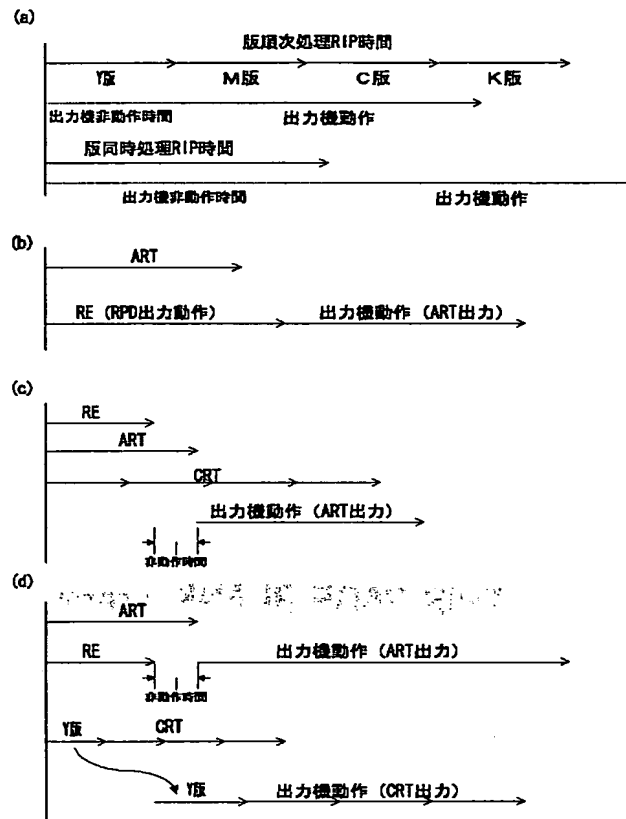 (a)
版順次処理RIP時間
Y版 M版 C版 K版
出力機非動作時間 出力機動作
版同時処理RIP時間
出力機非動作時間 出力機動作
(b)
ART
RE (RPD出力動作) 出力機動作 (ART出力)
(c)
RE
ART
CRT
出力機動作 (ART出力)
非動作時間
(d)
ART
RE 出力機動作 (ART出力)
非動作時間
Y版 CRT
Y版 出力機動作 (CRT出力)